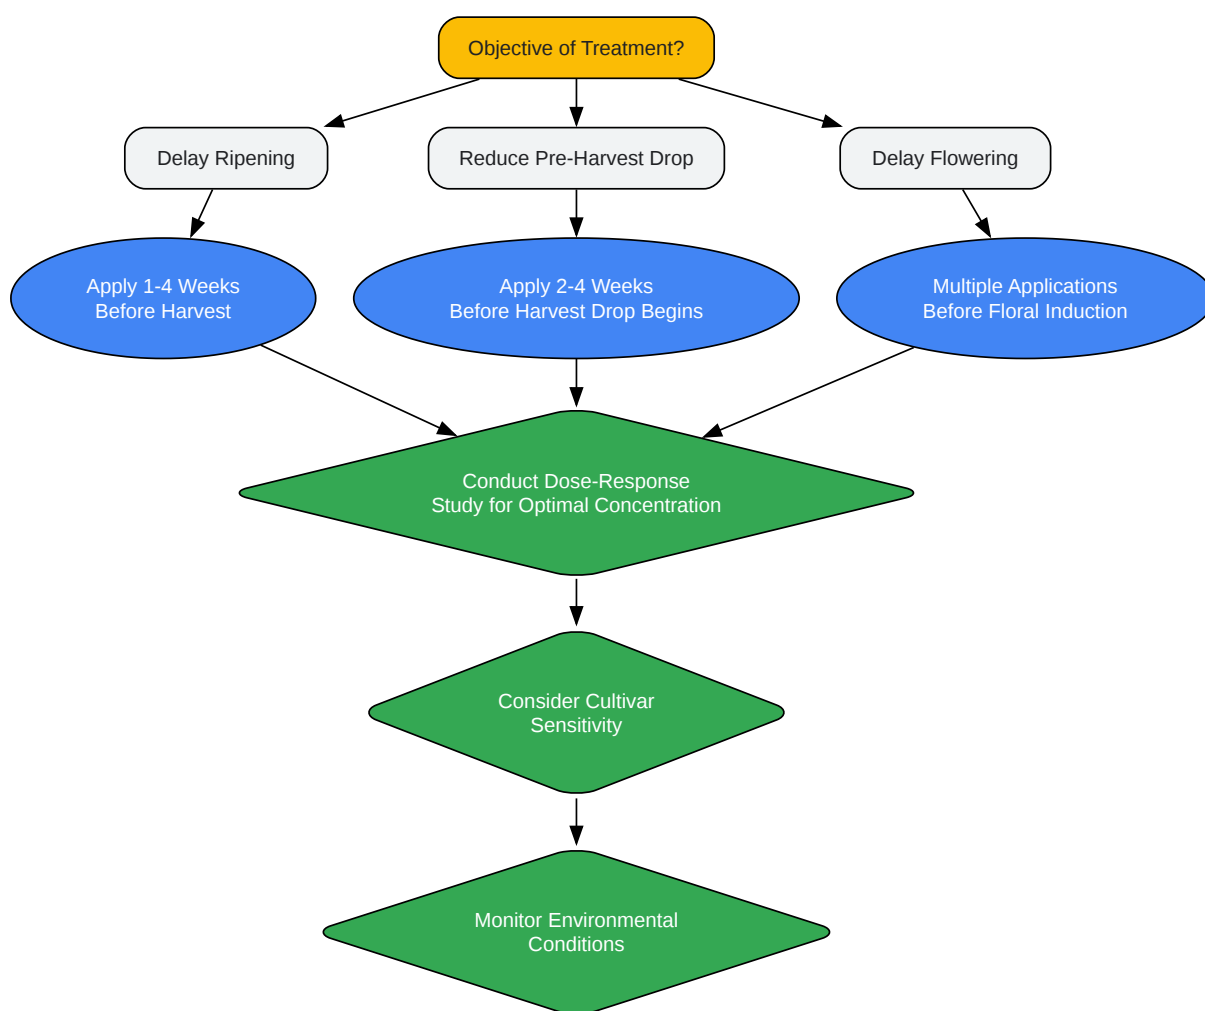 Objective of Treatment?
Delay Ripening
Reduce Pre-Harvest Drop
Delay Flowering
Apply 1-4 Weeks
Before Harvest
Apply 2-4 Weeks
Before Harvest Drop Begins
Multiple Applications
Before Floral Induction
Conduct Dose-Response
Study for Optimal Concentration
Consider Cultivar
Sensitivity
Monitor Environmental
Conditions